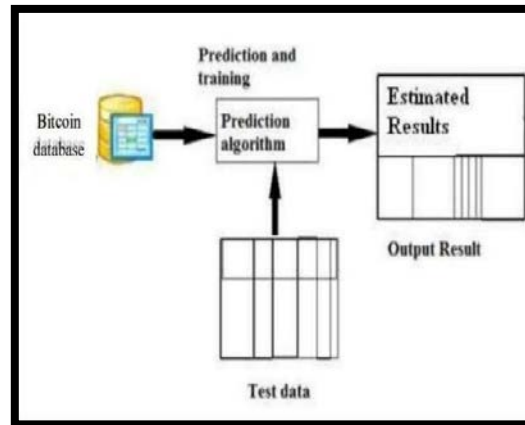 Prediction and
training
Bitcoin
database
Prediction
algorithm
Estimated
Results
Output Result
Test data